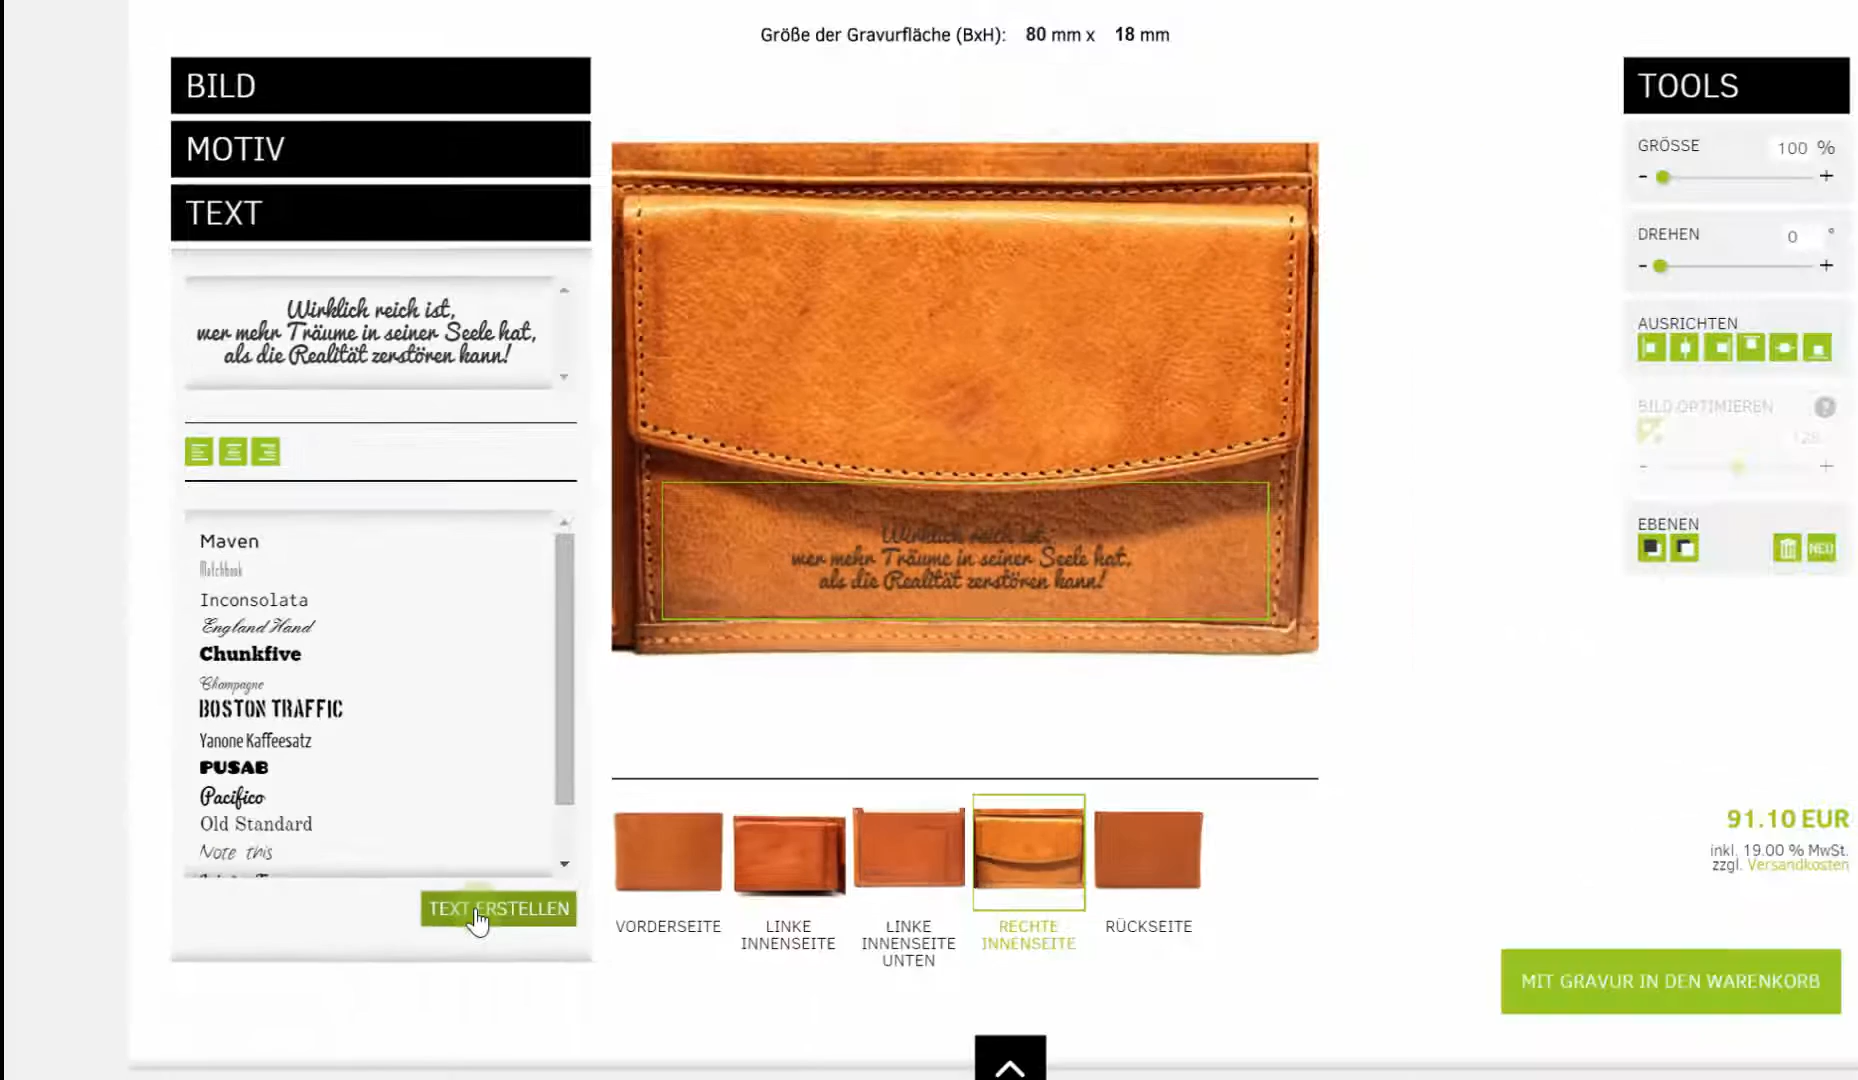 Größe der Gravurfläche (BxH): 80 mm x 18 mm
BILD
MOTIV
TEXT
Wirklich reich ist,
wer mehr Träume in seiner Seele hat,
als die Realität zerstören kann!
Maven
Matchbook
Inconsolata
England Hand
Chunkfive
Champagne
BOSTON TRAFFIC
Yanone Kaffeesatz
PUSAB
Pacifico
Old Standard
Note this
TEXT ERSTELLEN
Wirklich reich ist,
wer mehr Träume in seiner Seele hat,
als die Realität zerstören kann!
VORDERSEITE
LINKE
INNENSEITE
LINKE
INNENSEITE
UNTEN
RECHTE
INNENSEITE
RÜCKSEITE
TOOLS
GRÖSSE
100 %
- +
DREHEN
0 °
- +
AUSRICHTEN
BILD OPTIMIEREN ?
128
- +
EBENEN
NEU
91.10 EUR
inkl. 19.00 % MwSt.
zzgl. Versandkosten
MIT GRAVUR IN DEN WARENKORB